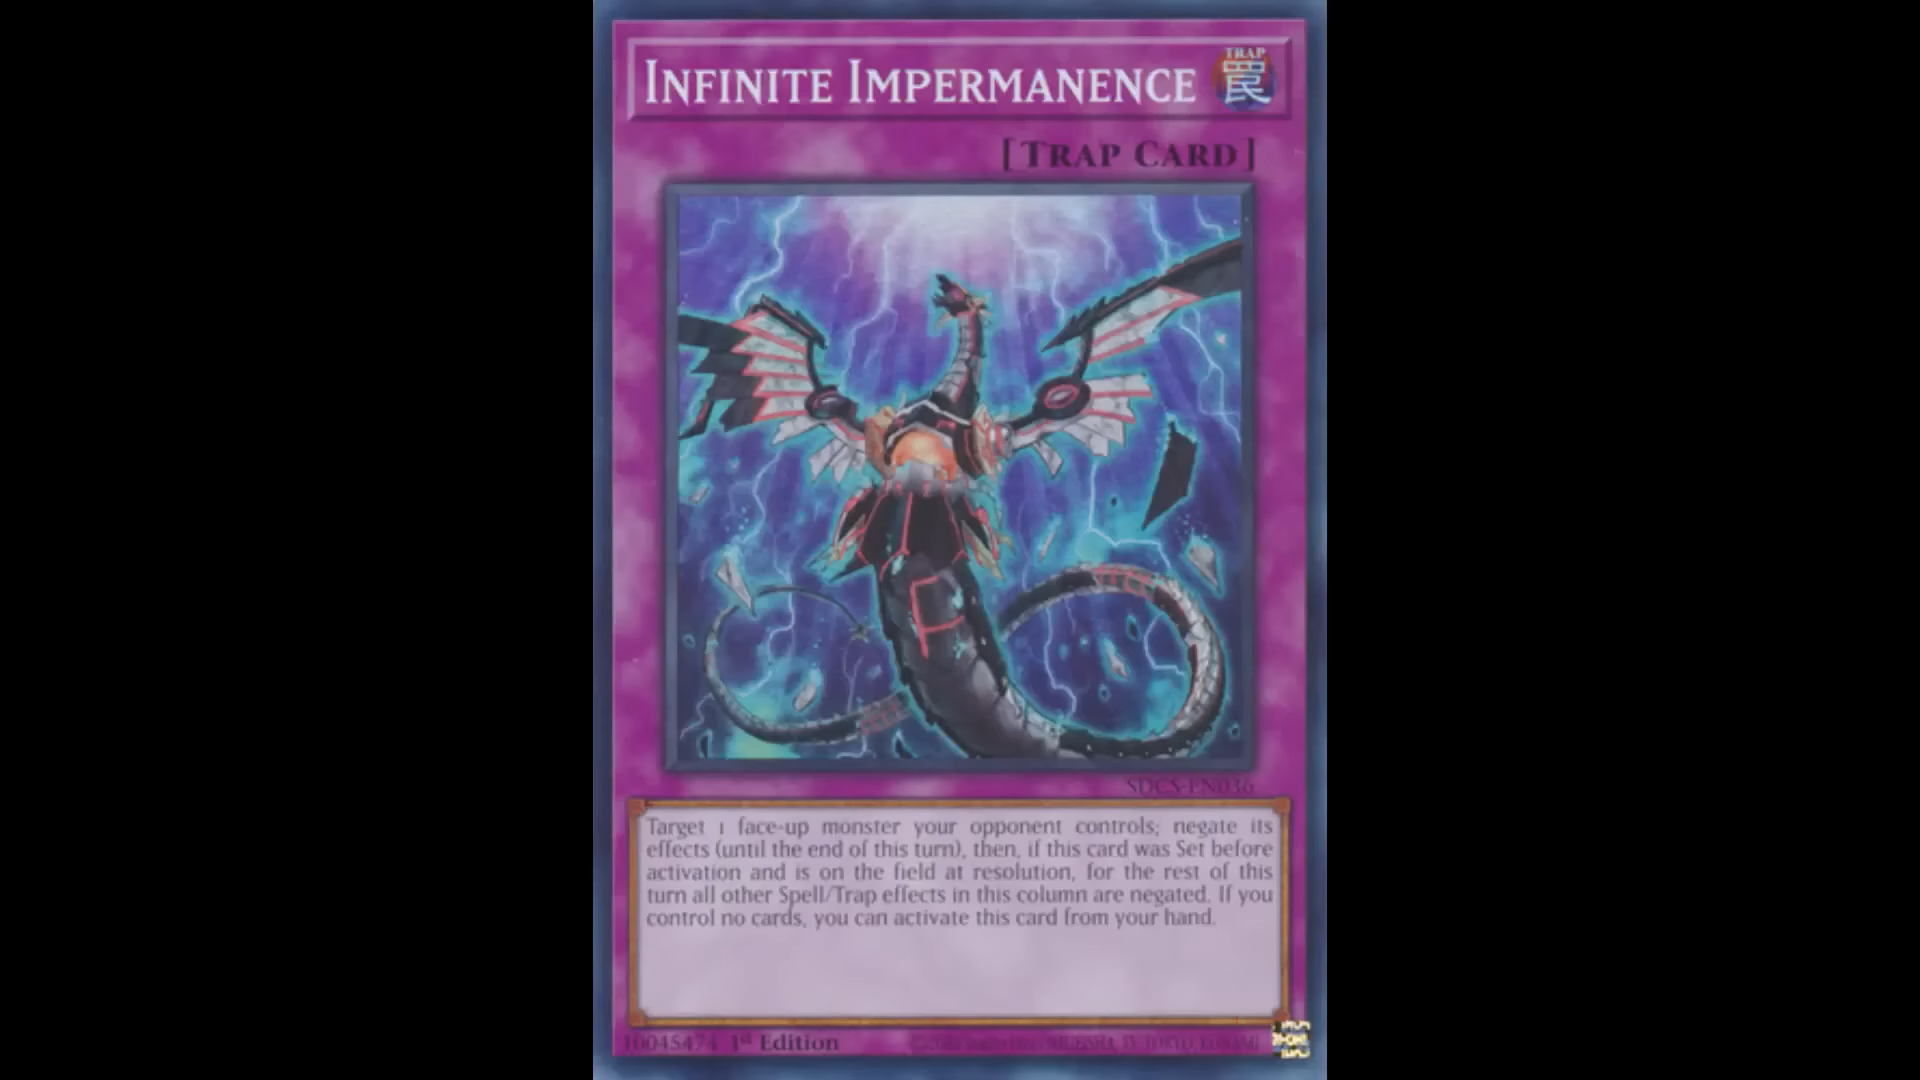 INFINITE IMPERMANENCE
TRAP
罠
[TRAP CARD]
SDCS-EN036
Target 1 face-up monster your opponent controls; negate its
effects (until the end of this turn), then, if this card was Set before
activation and is on the field at resolution, for the rest of this
turn all other Spell/Trap effects in this column are negated. If you
control no cards, you can activate this card from your hand.
10045474 1st Edition